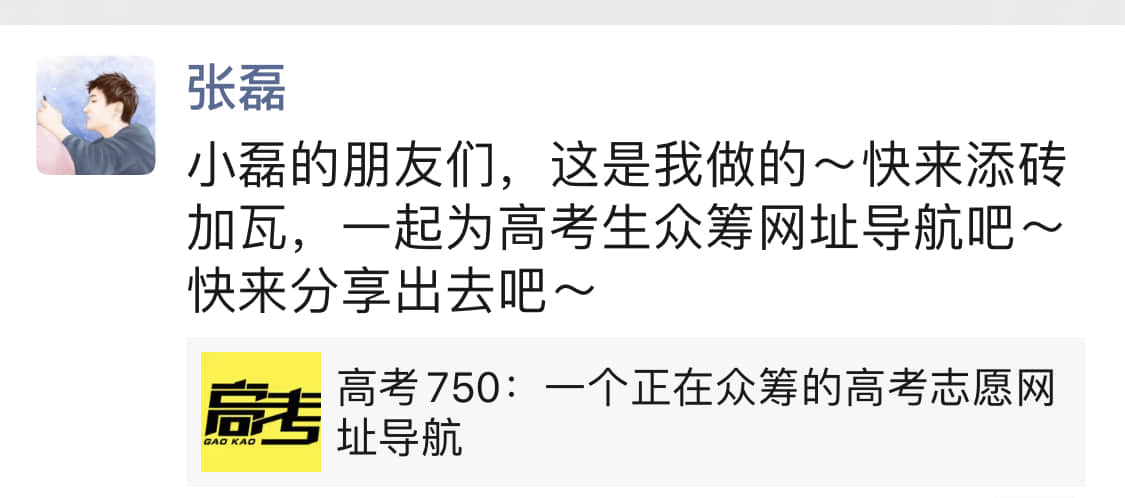 张磊
小磊的朋友们，这是我做的～快来添砖
加瓦，一起为高考生众筹网址导航吧～
快来分享出去吧～
高考
GAO KAO
高考750：一个正在众筹的高考志愿网
址导航